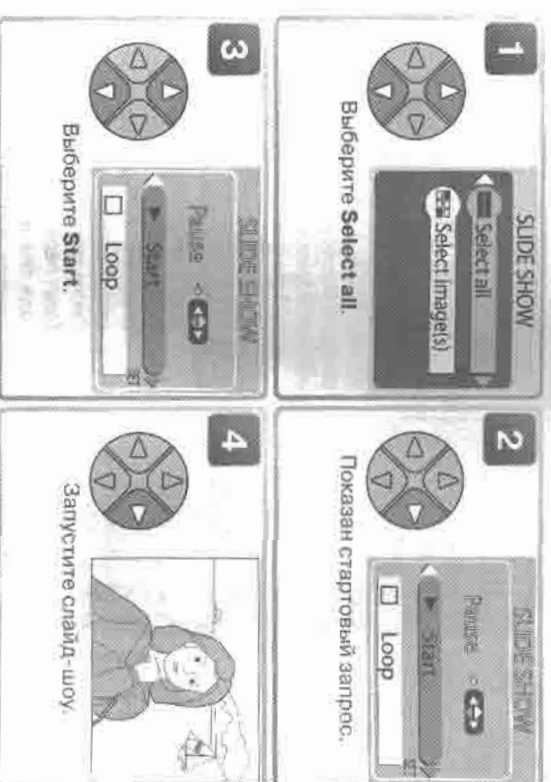 1
SLIDE SHOW
Select all
Select image(s)
Выберите Select all.
2
SLIDE SHOW
Pause
Start
Loop
Показан стартовый запрос.
3
SLIDE SHOW
Pause
Start
Loop
Выберите Start.
4
Запустите слайд-шоу.